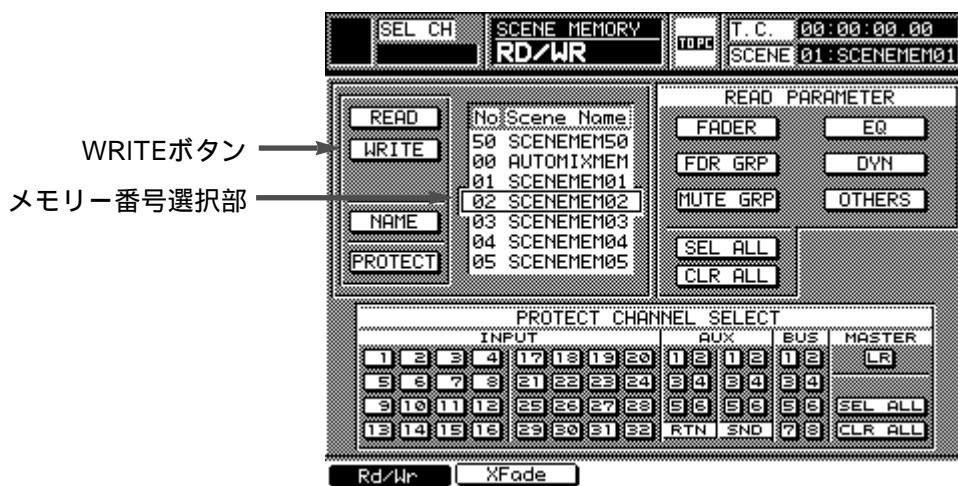 SEL CH SCENE MEMORY TO PC T.C. 00:00:00.00
RD/WR SCENE 01:SCENEMEM01
WRITEボタン
メモリー番号選択部
READ
WRITE
NAME
PROTECT
No Scene Name
50 SCENEMEM50
00 AUTOMIXMEM
01 SCENEMEM01
02 SCENEMEM02
03 SCENEMEM03
04 SCENEMEM04
05 SCENEMEM05
READ PARAMETER
FADER EQ
FDR GRP DYN
MUTE GRP OTHERS
SEL ALL
CLR ALL
PROTECT CHANNEL SELECT
INPUT AUX BUS MASTER
1 2 3 4 17 18 19 20 1 2 1 2 1 2 LR
5 6 7 8 21 22 23 24 3 4 3 4 3 4
9 10 11 12 25 26 27 28 5 6 5 6 5 6 SEL ALL
13 14 15 16 29 30 31 32 RTN SND 7 8 CLR ALL
Rd/Wr XFade